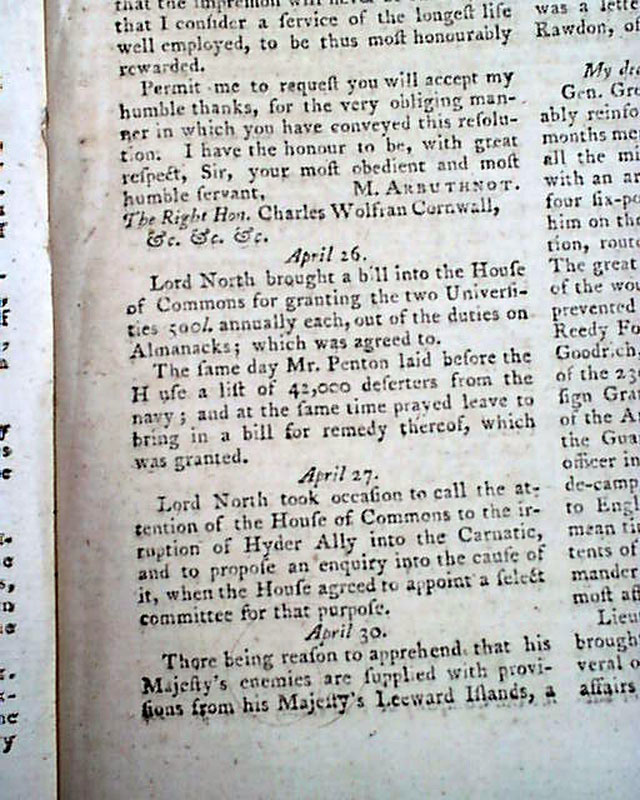 that the impression will never be
that I conſider a ſervice of the longeſt life
well employed, to be thus moſt honourably
rewarded.
Permit me to requeſt you will accept my
humble thanks, for the very obliging man-
ner in which you have conveyed this reſolu-
tion. I have the honour to be, with great
reſpect, Sir, your moſt obedient and moſt
humble ſervant, M. ARBUTHNOT.
The Right Hon. Charles Wolfran Cornwall,
&c. &c. &c.
April 26.
Lord North brought a bill into the Houſe
of Commons for granting the two Univerſi-
ties 500l. annually each, out of the duties on
Almanacks; which was agreed to.
The ſame day Mr. Penton laid before the
H uſe a liſt of 42,000 deſerters from the
navy; and at the ſame time prayed leave to
bring in a bill for remedy thereof, which
was granted.
April 27.
Lord North took occaſion to call the at-
tention of the Houſe of Commons to the ir-
ruption of Hyder Ally into the Carnatic,
and to propoſe an enquiry into the cauſe of
it, when the Houſe agreed to appoint a ſelect
committee for that purpoſe.
April 30.
There being reaſon to apprehend that his
Majeſty's enemies are ſupplied with provi-
ſions from his Majeſty's Leeward Iſlands, a
was a lette
Rawdon, of
My dea
Gen. Gre
ably reinfo
months me
all the mi
with an ar
four ſix-po
him on the
tion, route
The great
of the wou
prevented
Reedy Fo
Goodrich,
of the 23
ſign Gra
of the A
the Gua
officer in
de-camp
to Engl
mean ti
tents of
mander
moſt aff
Lieu
brough
veral o
affairs